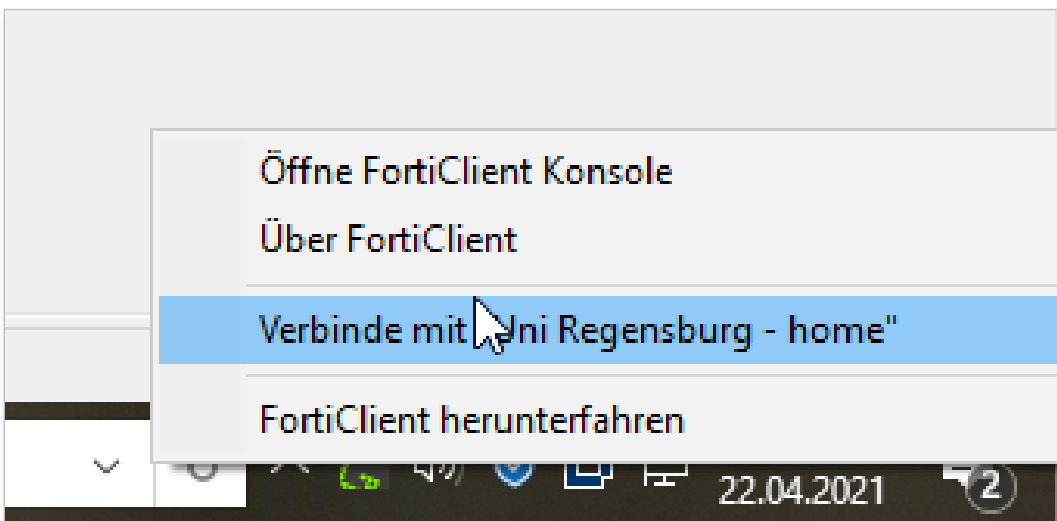 Öffne FortiClient Konsole
Über FortiClient
Verbinde mit Uni Regensburg - home"
FortiClient herunterfahren
22.04.2021
2